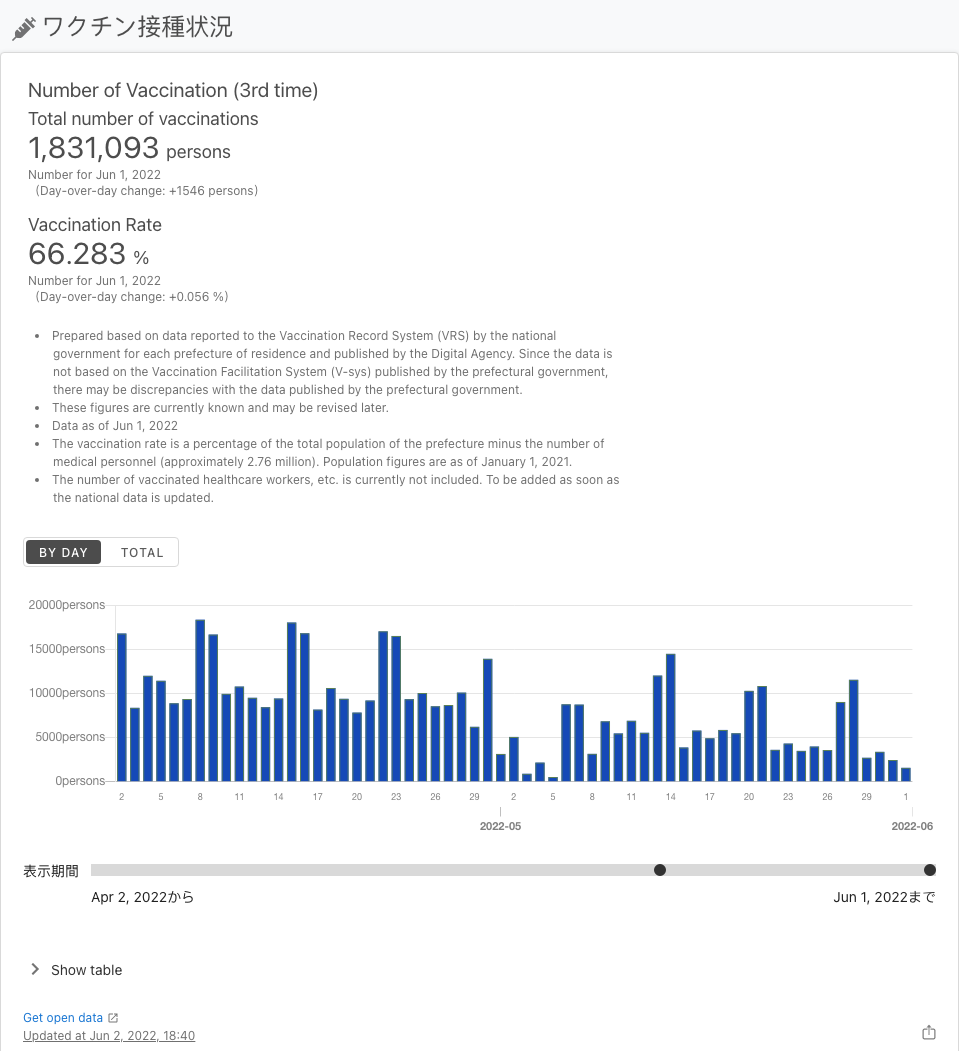 ワクチン接種状況
Number of Vaccination (3rd time)
Total number of vaccinations
1,831,093 persons
Number for Jun 1, 2022
(Day-over-day change: +1546 persons)
Vaccination Rate
66.283 %
Number for Jun 1, 2022
(Day-over-day change: +0.056 %)
• Prepared based on data reported to the Vaccination Record System (VRS) by the national
government for each prefecture of residence and published by the Digital Agency. Since the data is
not based on the Vaccination Facilitation System (V-sys) published by the prefectural government,
there may be discrepancies with the data published by the prefectural government.
• These figures are currently known and may be revised later.
• Data as of Jun 1, 2022
• The vaccination rate is a percentage of the total population of the prefecture minus the number of
medical personnel (approximately 2.76 million). Population figures are as of January 1, 2021.
• The number of vaccinated healthcare workers, etc. is currently not included. To be added as soon as
the national data is updated.
BY DAY TOTAL
20000persons
15000persons
10000persons
5000persons
0persons
2 5 8 11 14 17 20 23 26 29 2 5 8 11 14 17 20 23 26 29 1
2022-05 2022-06
表示期間
Apr 2, 2022から Jun 1, 2022まで
Show table
Get open data
Updated at Jun 2, 2022, 18:40